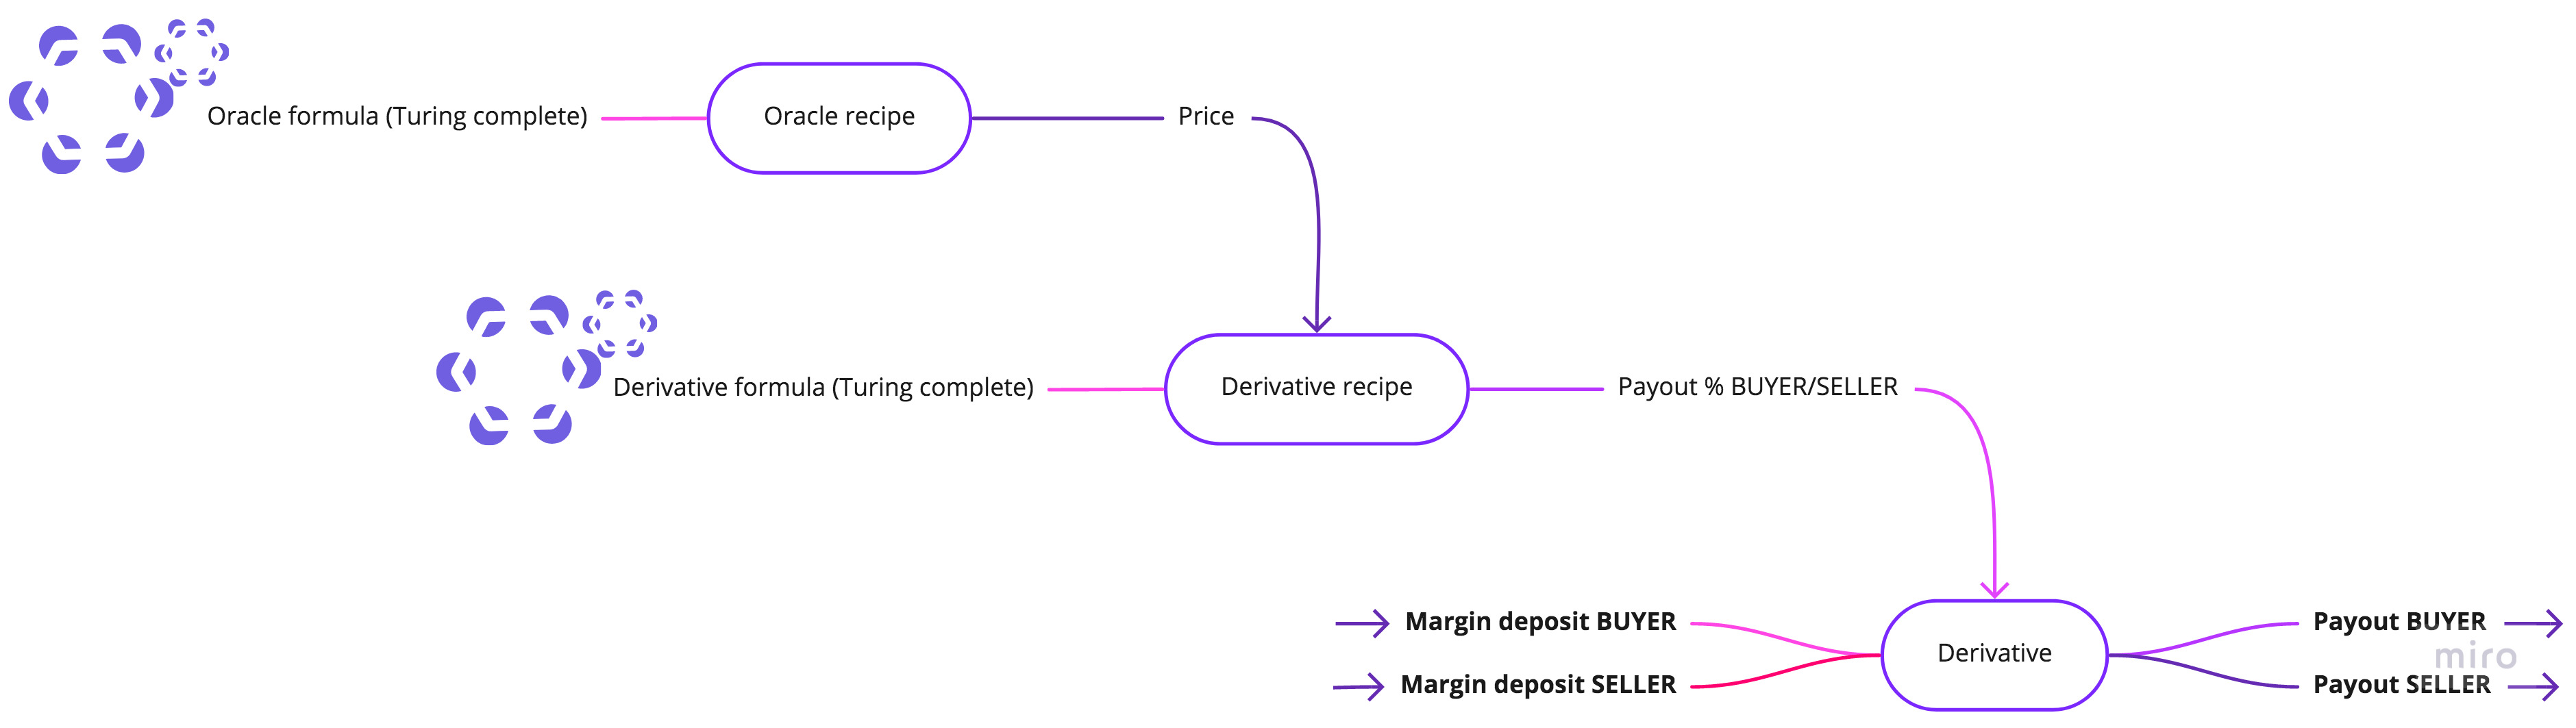 Oracle formula (Turing complete)
Oracle recipe
Price
Derivative formula (Turing complete)
Derivative recipe
Payout % BUYER/SELLER
Margin deposit BUYER
Derivative
Payout BUYER
miro
Margin deposit SELLER
Payout SELLER